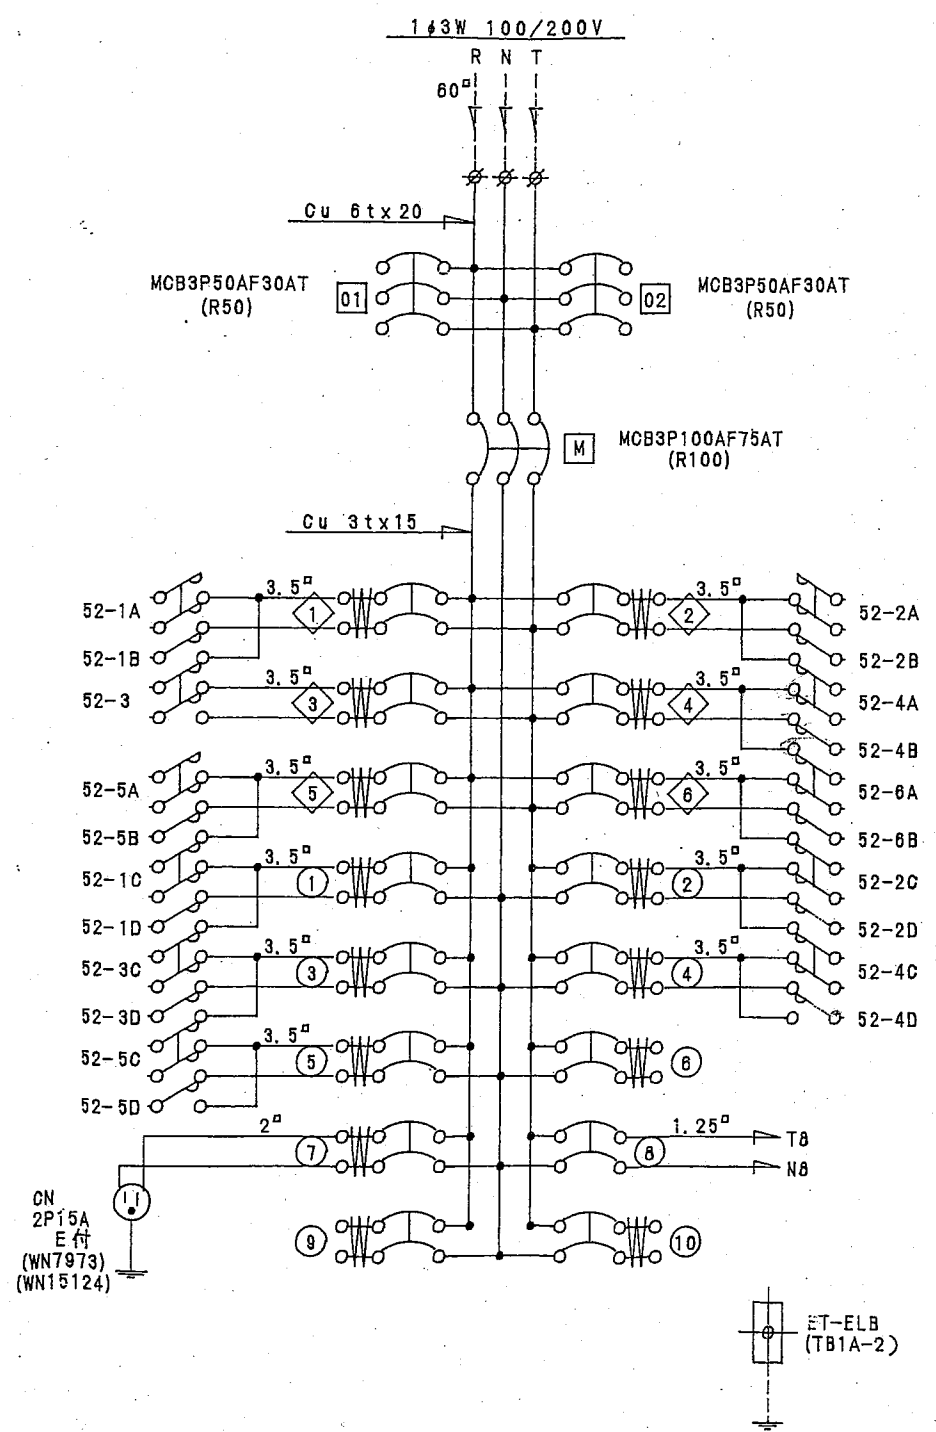 1φ3W 100/200V
R N T
60□
Cu 6tx20
MCB3P50AF30AT
(R50)
01
02
MCB3P50AF30AT
(R50)
M
MCB3P100AF75AT
(R100)
Cu 3tx15
52-1A
3.5□
1
2
3.5□
52-2A
52-1B
52-2B
52-3
3.5□
3
4
3.5□
52-4A
52-4B
52-5A
3.5□
5
6
3.5□
52-6A
52-5B
52-6B
52-1C
3.5□
1
2
3.5□
52-2C
52-1D
52-2D
52-3C
3.5□
3
4
3.5□
52-4C
52-3D
52-4D
52-5C
3.5□
5
6
52-5D
2□
7
8
1.25□
T8
N8
CN
2P15A
E付
(WN7973)
(WN15124)
9
10
ET-ELB
(TB1A-2)